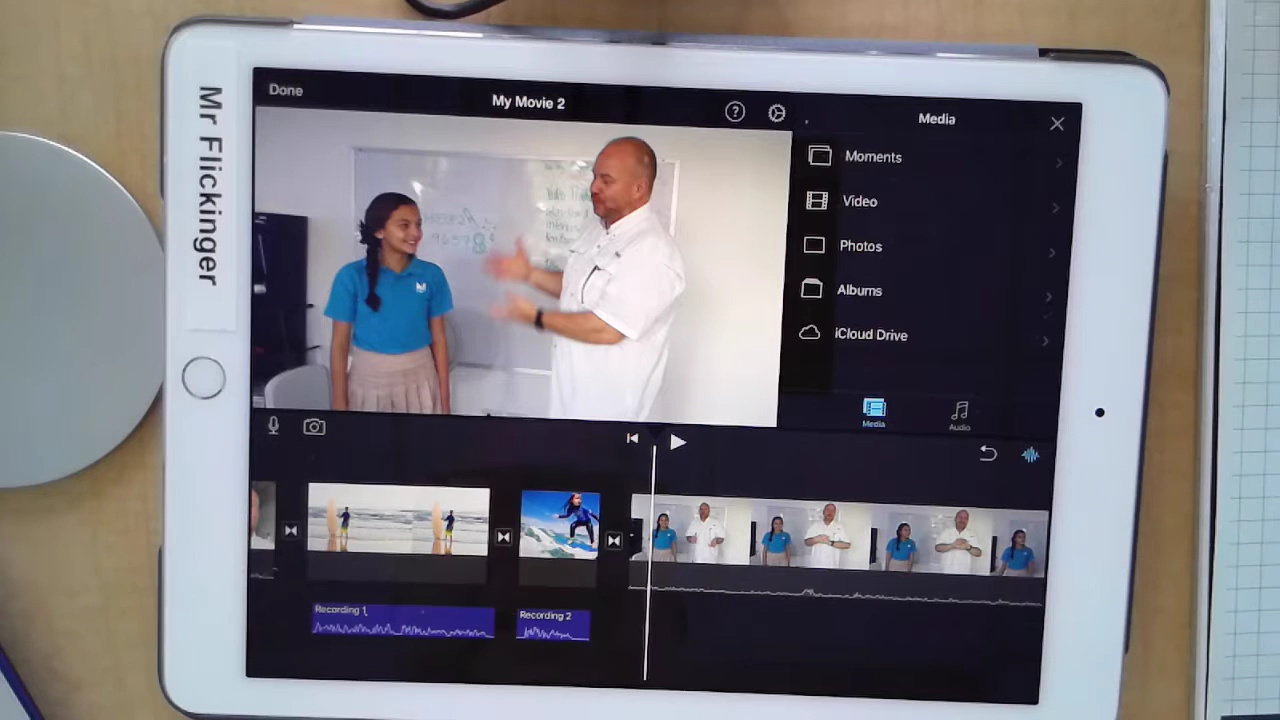 Mr Flickinger
Done
My Movie 2
?
Media
Moments
Video
Photos
Albums
iCloud Drive
Media
Audio
Recording 1
Recording 2